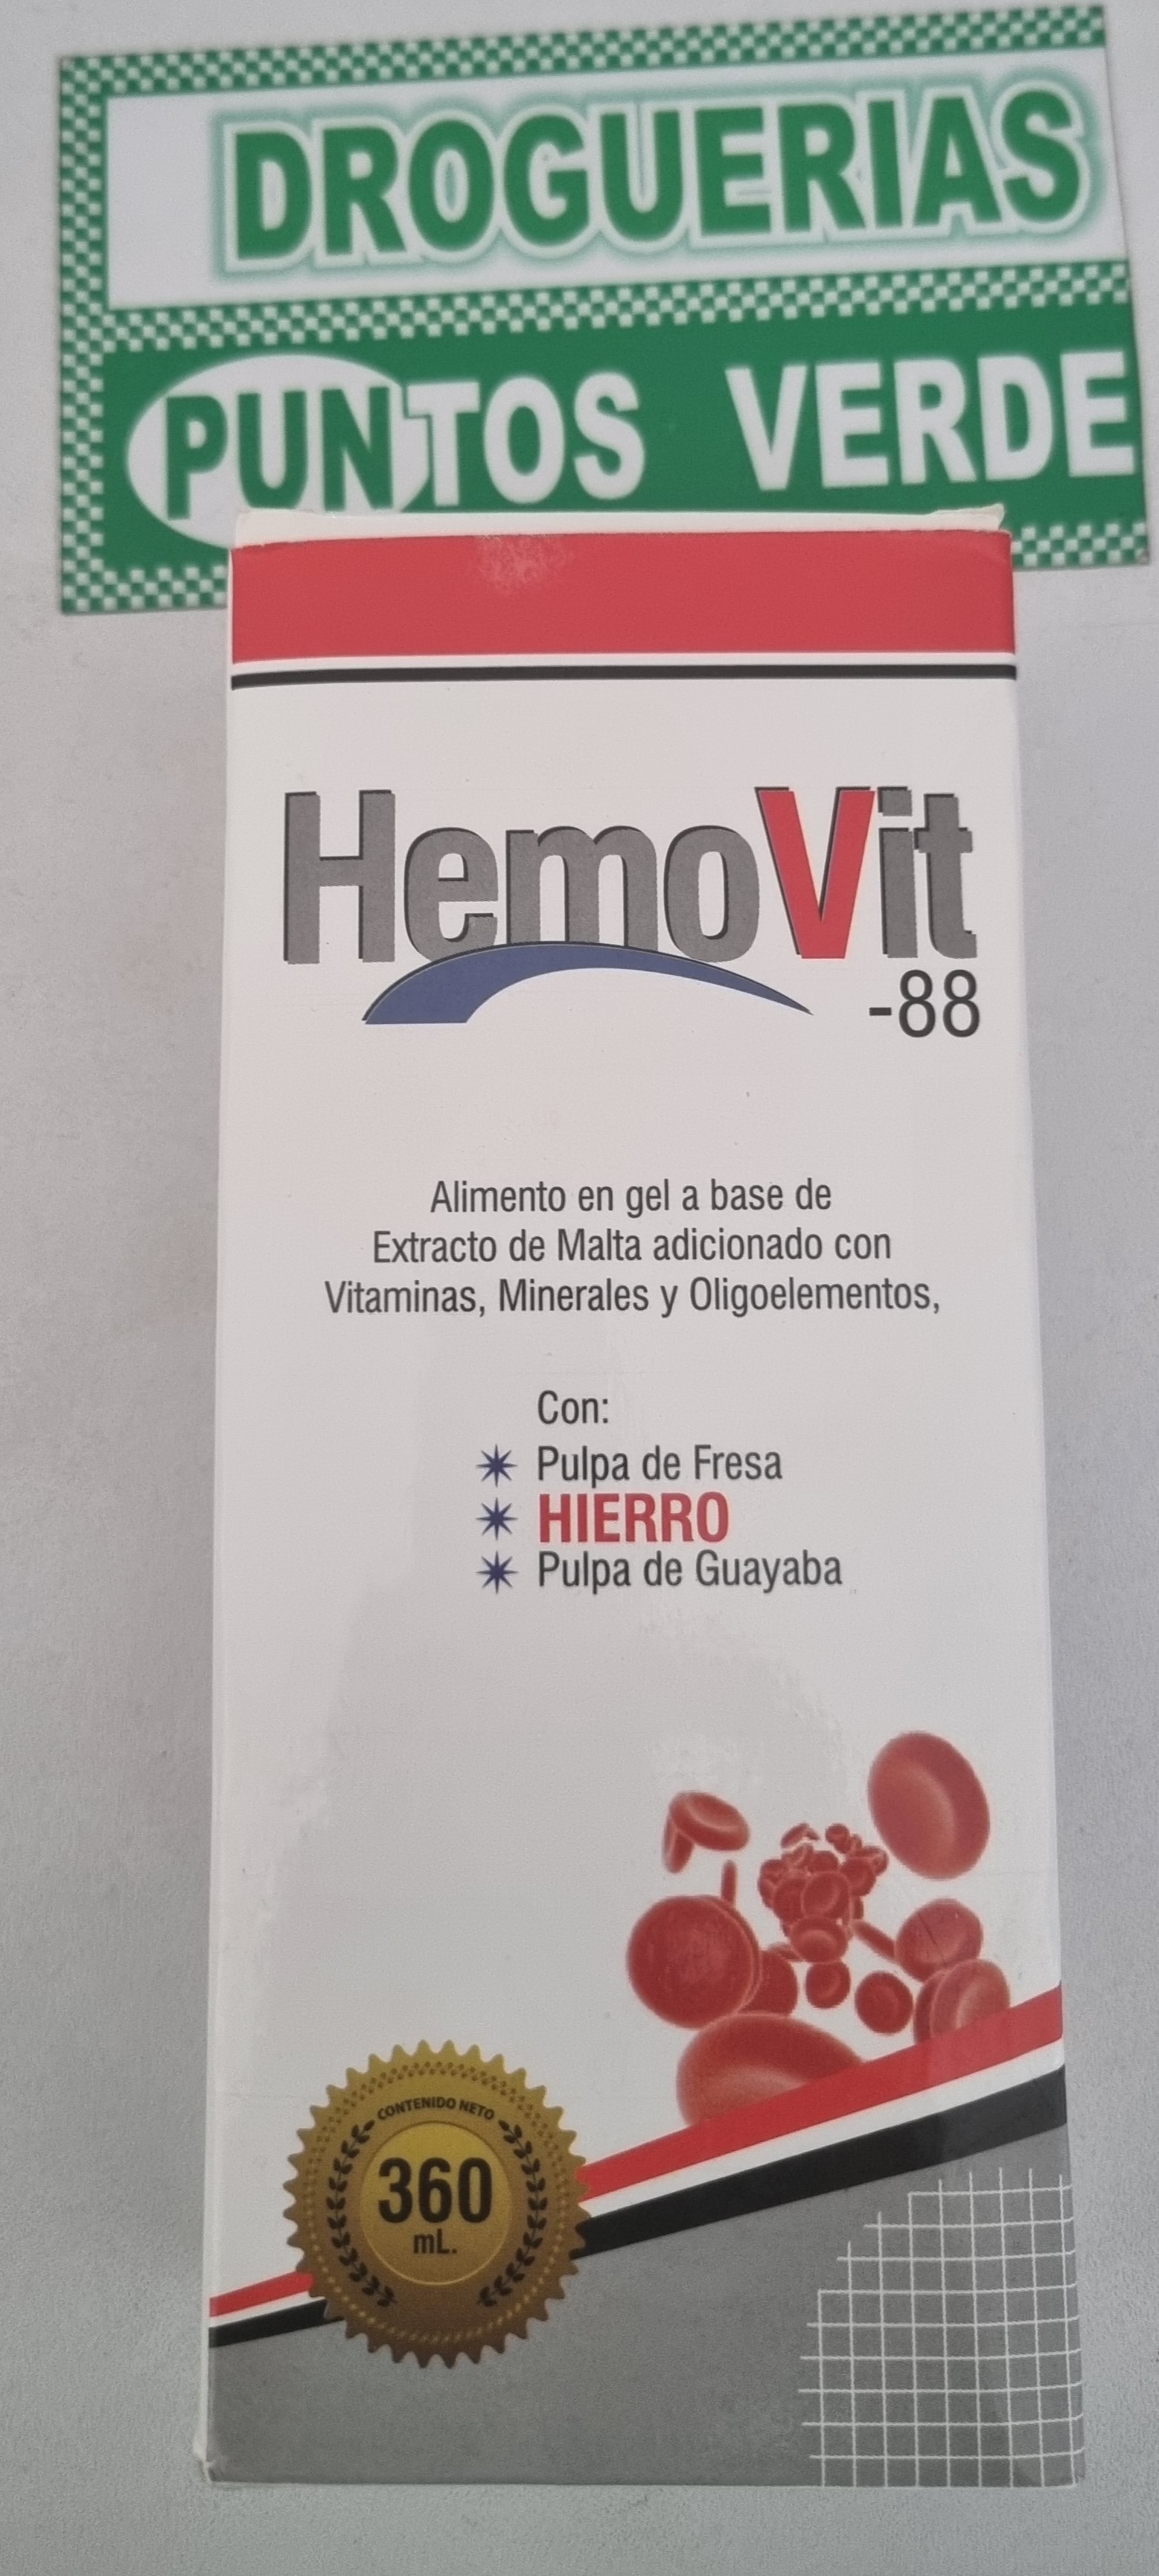 DROGUERIAS
PUNTOS VERDE
HemoVit
-88
Alimento en gel a base de
Extracto de Malta adicionado con
Vitaminas, Minerales y Oligoelementos,
Con:
Pulpa de Fresa
HIERRO
Pulpa de Guayaba
CONTENIDO NETO
360
mL.